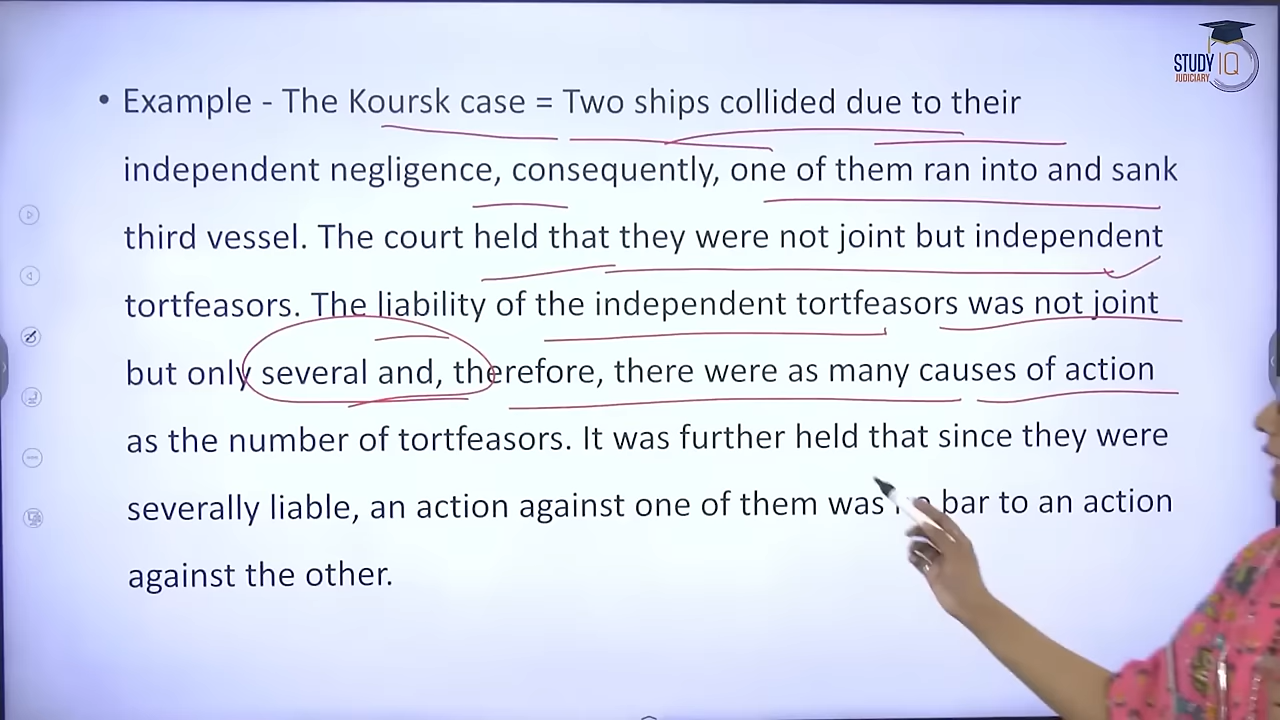 STUDY IQ
JUDICIARY
• Example - The Koursk case = Two ships collided due to their
independent negligence, consequently, one of them ran into and sank
third vessel. The court held that they were not joint but independent
tortfeasors. The liability of the independent tortfeasors was not joint
but only several and, therefore, there were as many causes of action
as the number of tortfeasors. It was further held that since they were
severally liable, an action against one of them was bar to an action
against the other.